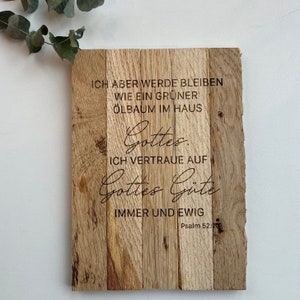 ICH ABER WERDE BLEIBEN
WIE EIN GRÜNER
ÖLBAUM IM HAUS
Gottes.
ICH VERTRAUE AUF
Gottes Güte
IMMER UND EWIG
Psalm.52: